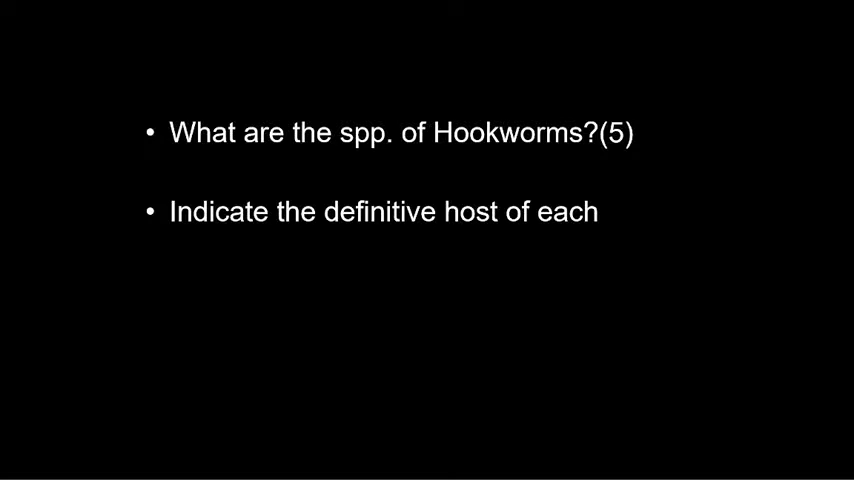 • What are the spp. of Hookworms?(5)
• Indicate the definitive host of each